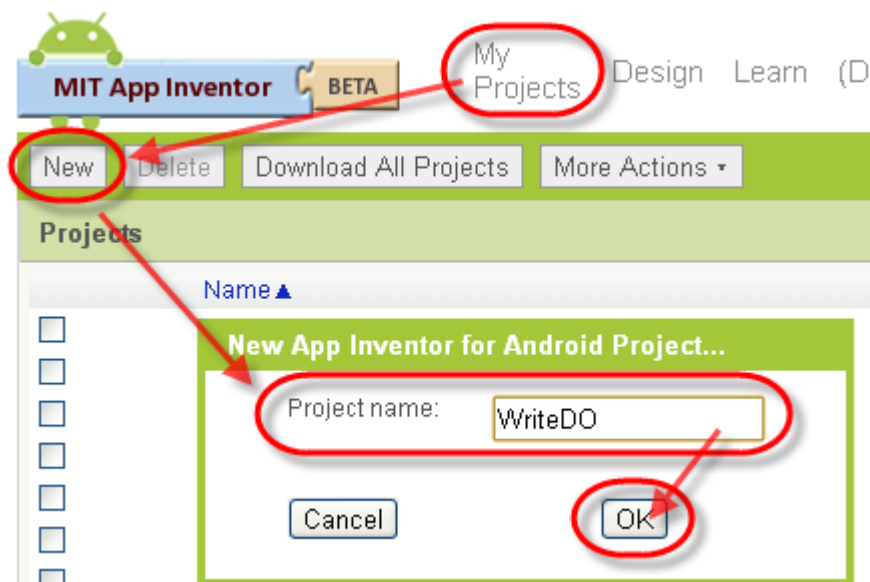 My
Projects
Design Learn (D
MIT App Inventor BETA
New Delete Download All Projects More Actions
Projects
Name
New App Inventor for Android Project...
Project name: WriteDO
Cancel OK